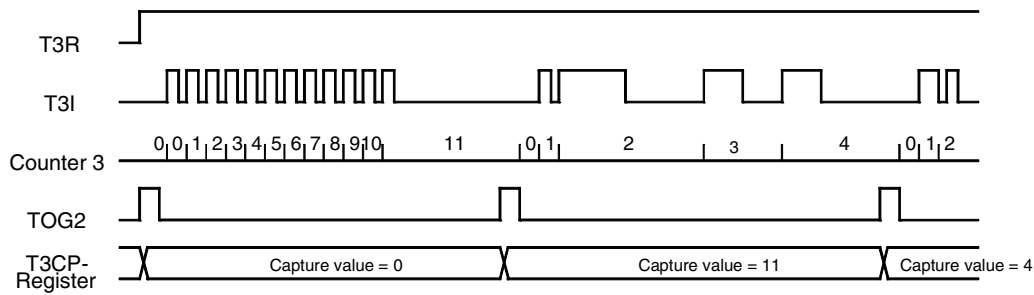 T3R
T3I
Counter 3
0 0 1 2 3 4 5 6 7 8 9 10 11 0 1 2 3 4 0 1 2
TOG2
T3CP-
Register
Capture value = 0
Capture value = 11
Capture value = 4